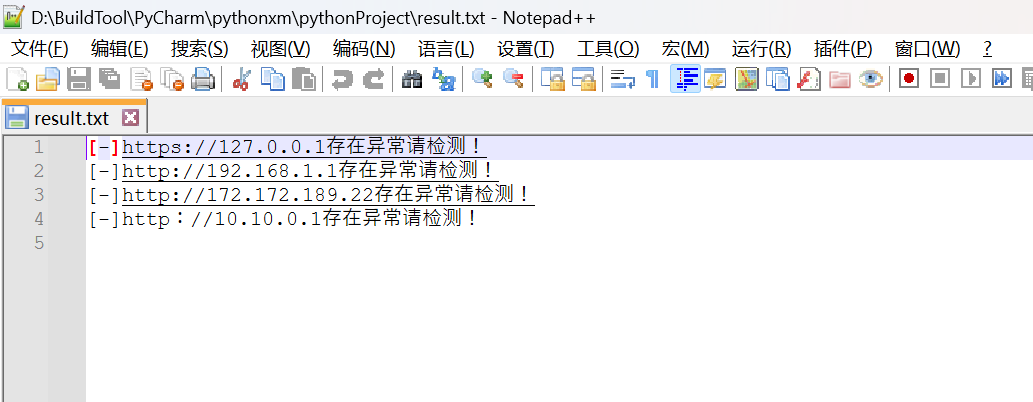 D:\BuildTool\PyCharm\pythonxm\pythonProject\result.txt - Notepad++
文件(F) 编辑(E) 搜索(S) 视图(V) 编码(N) 语言(L) 设置(T) 工具(O) 宏(M) 运行(R) 插件(P) 窗口(W) ?
result.txt
1 [-]https://127.0.0.1存在异常请检测！
2 [-]http://192.168.1.1存在异常请检测！
3 [-]http://172.172.189.22存在异常请检测！
4 [-]http：//10.10.0.1存在异常请检测！
5